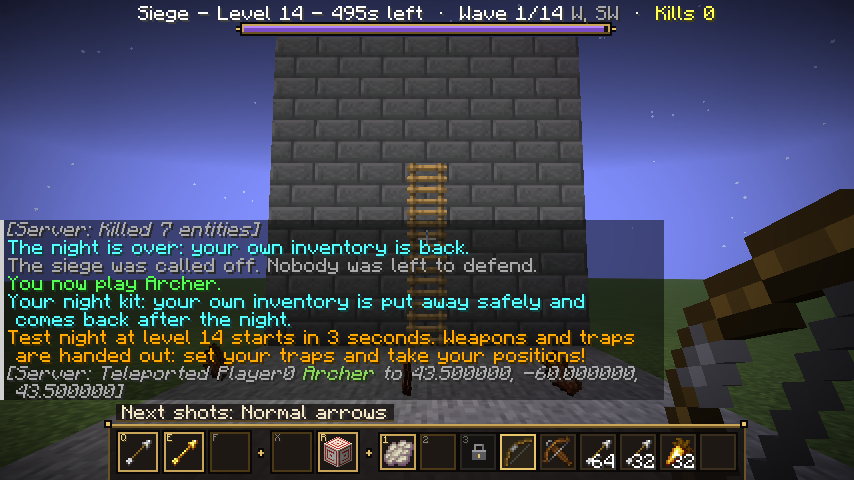 Siege - Level 14 - 495s left · Wave 1/14 W, SW · Kills 0
[Server: Killed 7 entities]
The night is over: your own inventory is back.
The siege was called off. Nobody was left to defend.
You now play Archer.
Your night kit: your own inventory is put away safely and
comes back after the night.
Test night at level 14 starts in 3 seconds. Weapons and traps
are handed out: set your traps and take your positions!
[Server: Teleported Player0 Archer to 43.500000, -60.000000,
43.500000]
Next shots: Normal arrows
Q E F X R 1 2 3
64 32 32